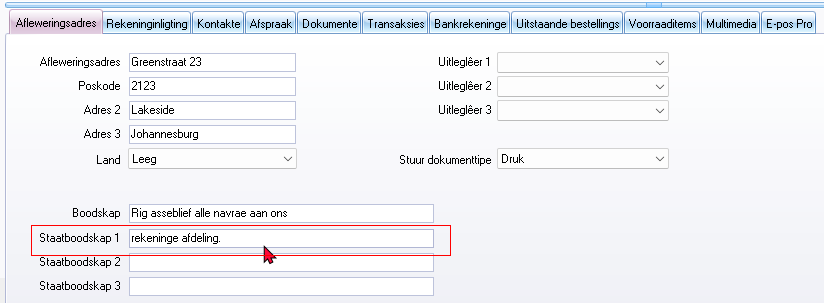 Afleweringsadres Rekeninginligting Kontakte Afspraak Dokumente Transaksies Bankrekeninge Uitstaande bestellings Voorraaditems Multimedia E-pos Pro
Afleweringsadres Greenstraat 23 Uitleglêer 1
Poskode 2123 Uitleglêer 2
Adres 2 Lakeside Uitleglêer 3
Adres 3 Johannesburg
Land Leeg Stuur dokumenttipe Druk
Boodskap Rig asseblief alle navrae aan ons
Staatboodskap 1 rekeninge afdeling.
Staatboodskap 2
Staatboodskap 3